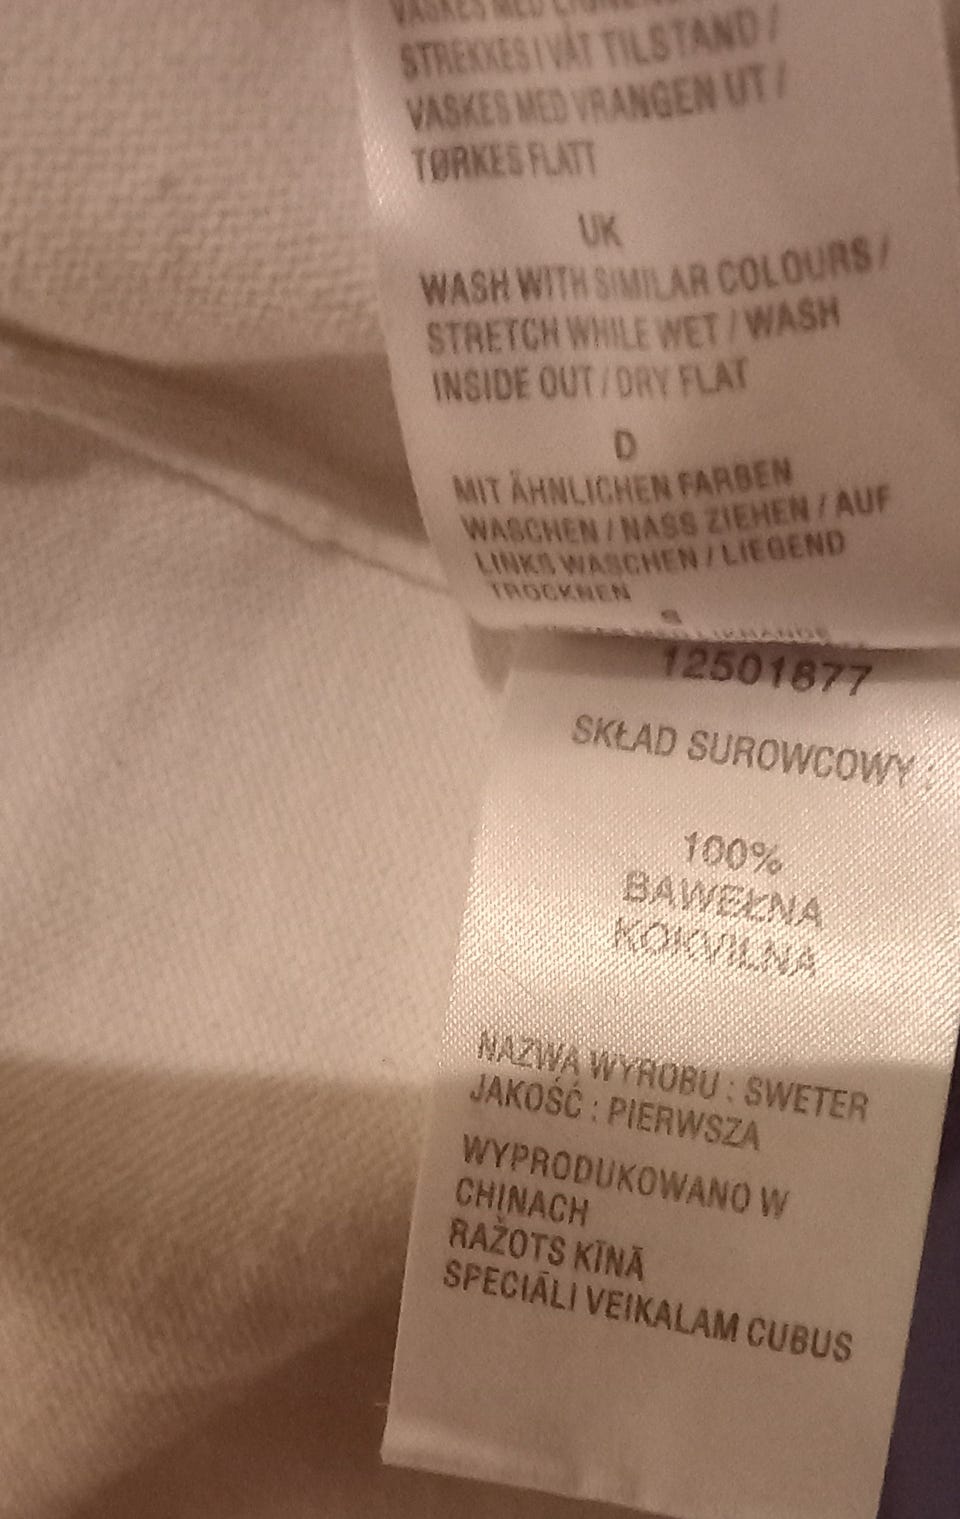 VASKES MED
STREKKES I VÅT TILSTAND /
VASKES MED VRANGEN UT /
TØRKES FLATT
UK
WASH WITH SIMILAR COLOURS /
STRETCH WHILE WET / WASH
INSIDE OUT / DRY FLAT
D
MIT ÄHNLICHEN FARBEN
WASCHEN / NASS ZIEHEN / AUF
LINKS WASCHEN / LIEGEND
TROCKNEN
S
12501877
SKŁAD SUROWCOWY :
100%
BAWEŁNA
KOKVILNA
NAZWA WYROBU : SWETER
JAKOŚĆ : PIERWSZA
WYPRODUKOWANO W
CHINACH
RAŽOTS KĪNĀ
SPECIĀLI VEIKALAM CUBUS